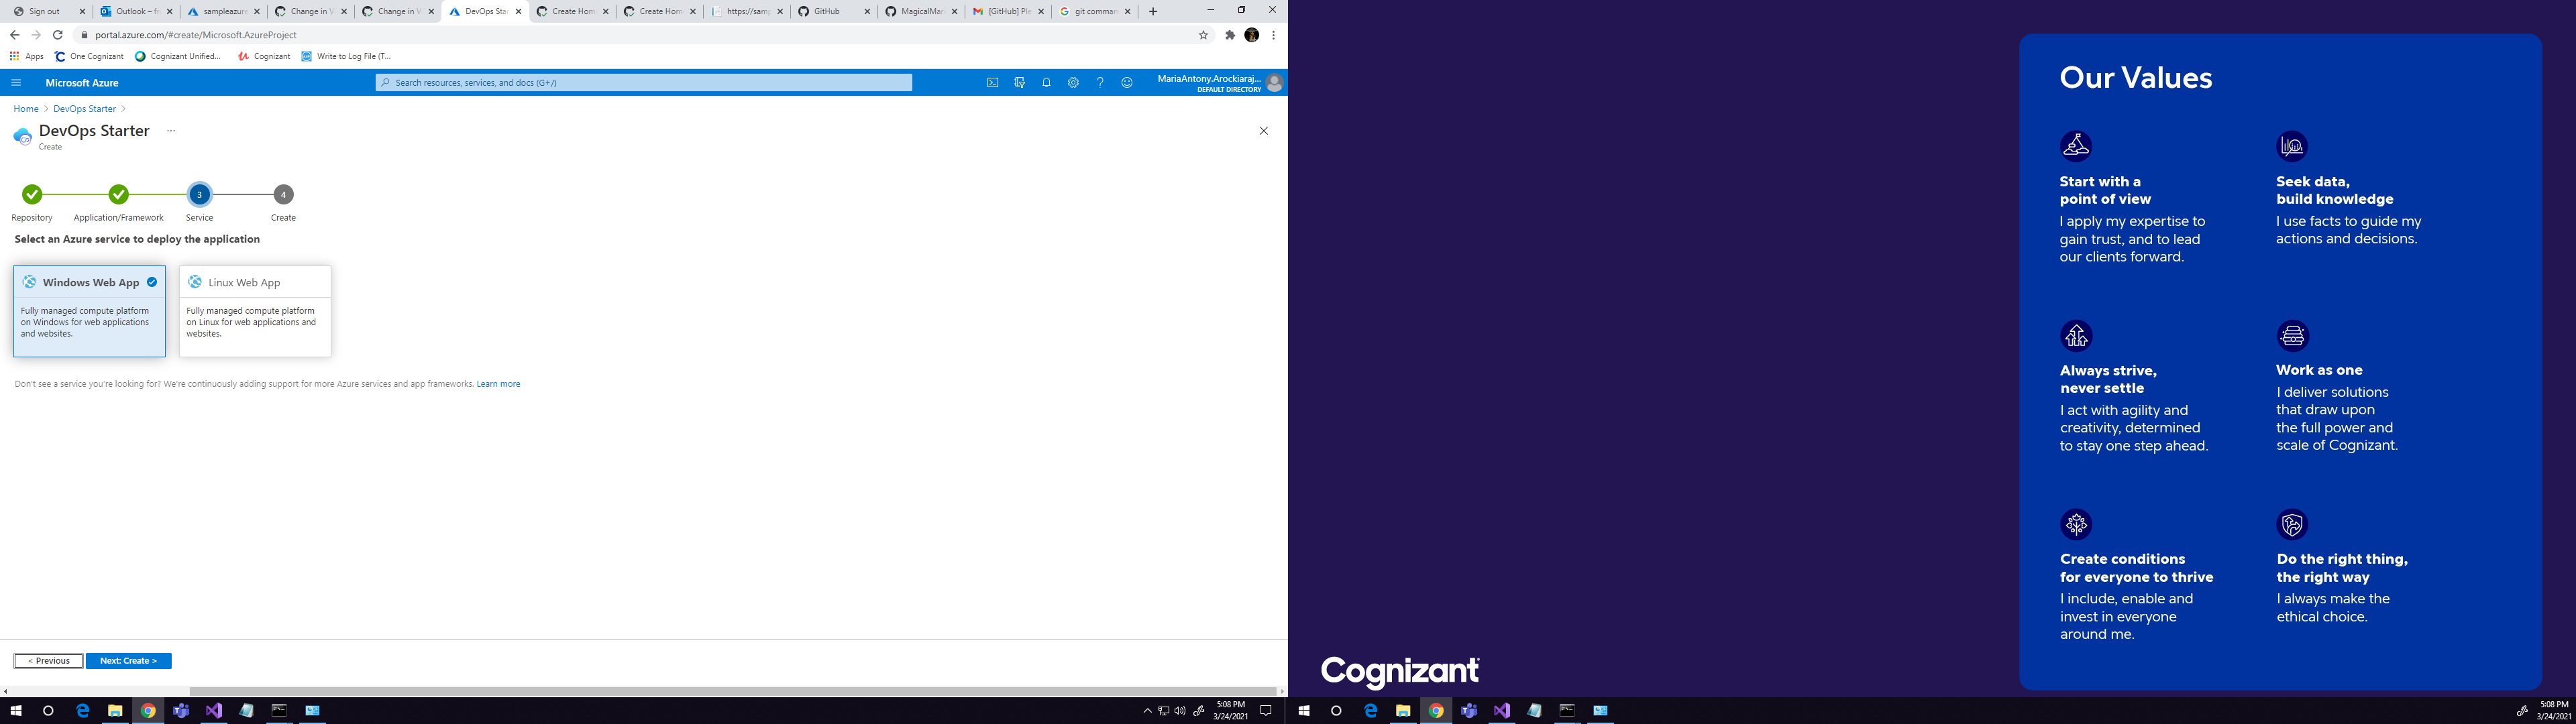 Sign out
Outlook – fr
sampleazure
Change in V
Change in V
DevOps Star
Create Hom
Create Hom
https://samp
GitHub
MagicalMari
[GitHub] Ple
git comman
portal.azure.com/#create/Microsoft.AzureProject
Apps
One Cognizant
Cognizant Unified...
Cognizant
Write to Log File (T...
Microsoft Azure
Search resources, services, and docs (G+/)
MariaAntony.Arockiaraj...
DEFAULT DIRECTORY
Home > DevOps Starter >
DevOps Starter ...
Create
3
4
Repository
Application/Framework
Service
Create
Select an Azure service to deploy the application
Windows Web App
Fully managed compute platform
on Windows for web applications
and websites.
Linux Web App
Fully managed compute platform
on Linux for web applications and
websites.
Don't see a service you're looking for? We're continuously adding support for more Azure services and app frameworks. Learn more
< Previous
Next: Create >
5:08 PM
3/24/2021
Our Values
Start with a
point of view
I apply my expertise to
gain trust, and to lead
our clients forward.
Seek data,
build knowledge
I use facts to guide my
actions and decisions.
Always strive,
never settle
I act with agility and
creativity, determined
to stay one step ahead.
Work as one
I deliver solutions
that draw upon
the full power and
scale of Cognizant.
Create conditions
for everyone to thrive
I include, enable and
invest in everyone
around me.
Do the right thing,
the right way
I always make the
ethical choice.
Cognizant
5:08 PM
3/24/2021